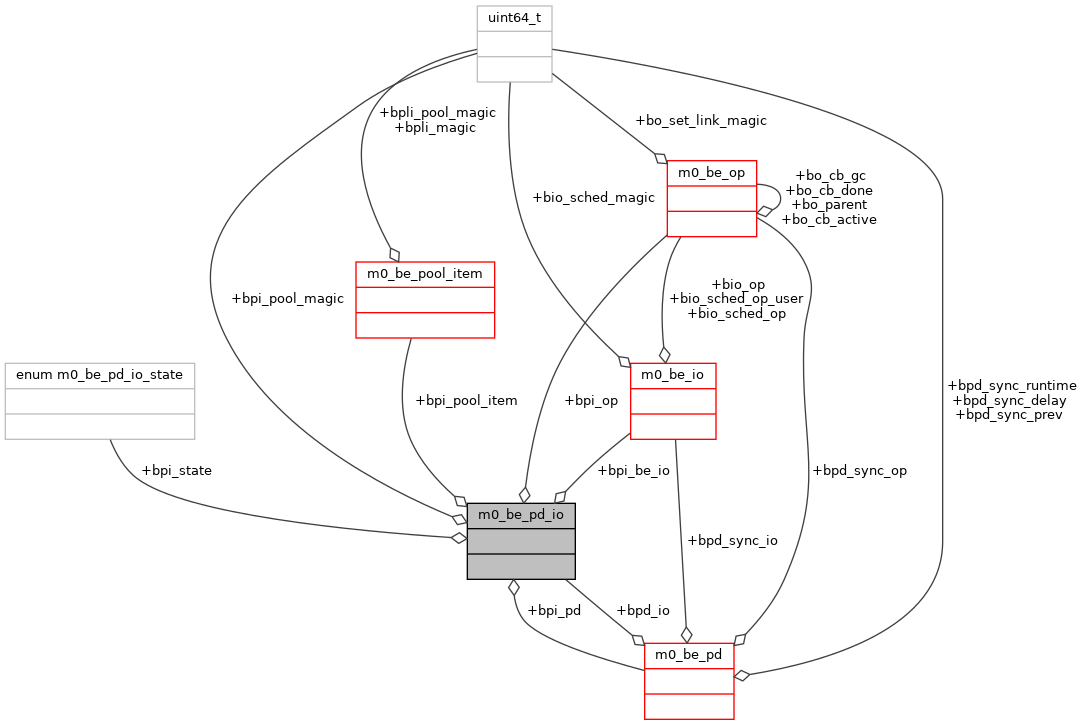 uint64_t
+bpli_pool_magic
+bpli_magic
+bo_set_link_magic
m0_be_op
+bo_cb_gc
+bo_cb_done
+bo_parent
+bo_cb_active
+bio_sched_magic
m0_be_pool_item
+bpi_pool_magic
+bio_op
+bio_sched_op_user
+bio_sched_op
enum m0_be_pd_io_state
m0_be_io
+bpd_sync_runtime
+bpd_sync_delay
+bpd_sync_prev
+bpi_pool_item
+bpi_op
+bpi_state
+bpi_be_io
+bpd_sync_op
m0_be_pd_io
+bpd_sync_io
+bpi_pd
+bpd_io
m0_be_pd